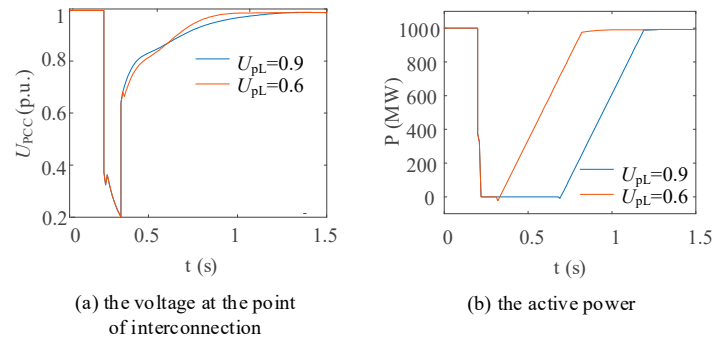 1
0.8
0.6
0.4
0.2
U_PCC (p.u.)
U_pL=0.9
U_pL=0.6
0 0.5 1 1.5
t (s)
(a) the voltage at the point
of interconnection
1000
800
600
400
200
0
P (MW)
U_pL=0.9
U_pL=0.6
0 0.5 1 1.5
t (s)
(b) the active power